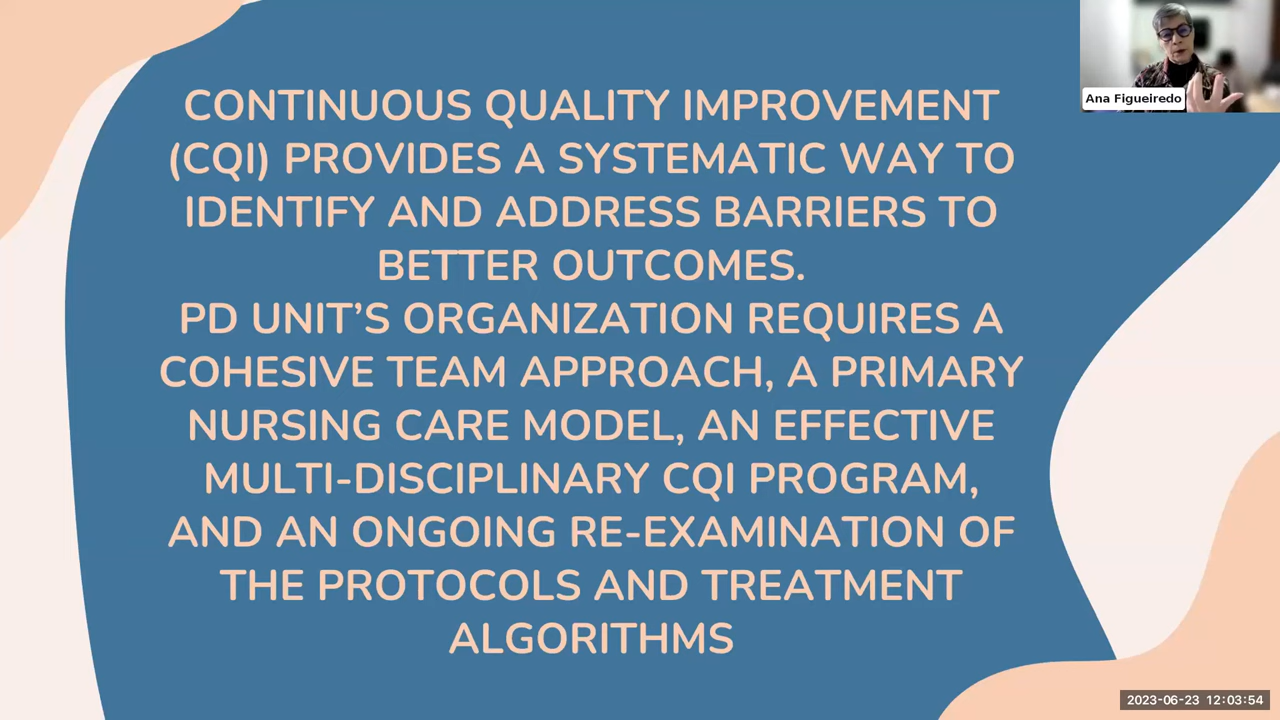 CONTINUOUS QUALITY IMPROVEMENT
(CQI) PROVIDES A SYSTEMATIC WAY TO
IDENTIFY AND ADDRESS BARRIERS TO
BETTER OUTCOMES.
PD UNIT’S ORGANIZATION REQUIRES A
COHESIVE TEAM APPROACH, A PRIMARY
NURSING CARE MODEL, AN EFFECTIVE
MULTI-DISCIPLINARY CQI PROGRAM,
AND AN ONGOING RE-EXAMINATION OF
THE PROTOCOLS AND TREATMENT
ALGORITHMS
Ana Figueiredo
2023-06-23 12:03:54